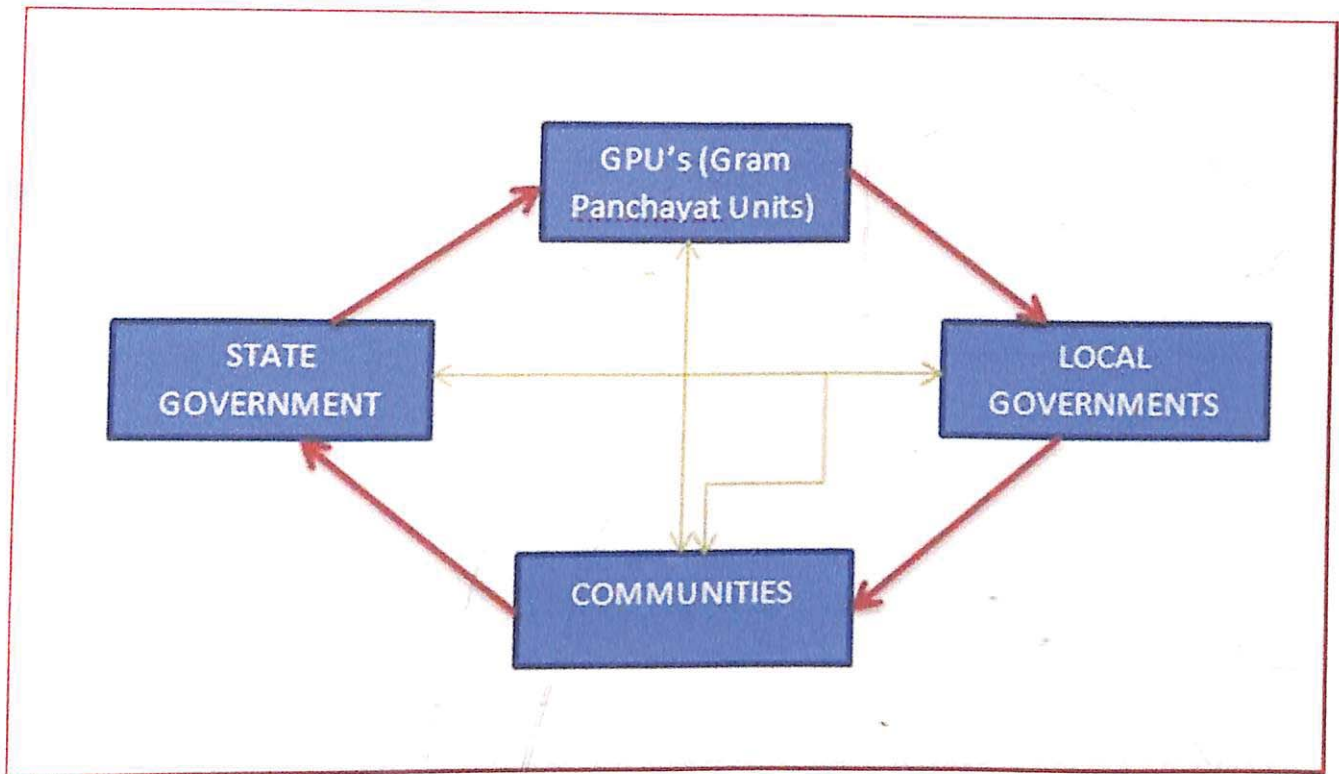 GPU's (Gram
Panchayat Units)
STATE
GOVERNMENT
LOCAL
GOVERNMENTS
COMMUNITIES